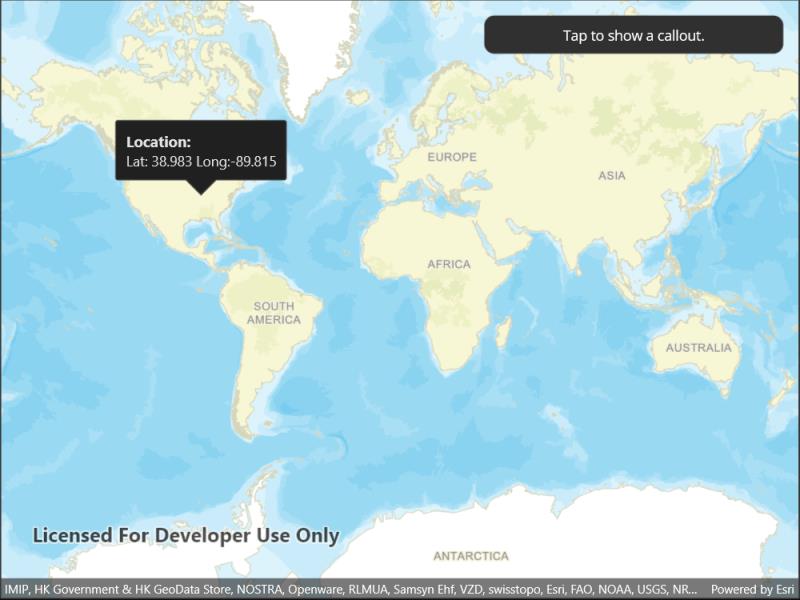 Tap to show a callout.
Location:
Lat: 38.983 Long:-89.815
EUROPE
ASIA
AFRICA
SOUTH
AMERICA
AUSTRALIA
Licensed For Developer Use Only
ANTARCTICA
IMIP, HK Government & HK GeoData Store, NOSTRA, Openware, RLMUA, Samsyn Ehf, VZD, swisstopo, Esri, FAO, NOAA, USGS, NR... Powered by Esri